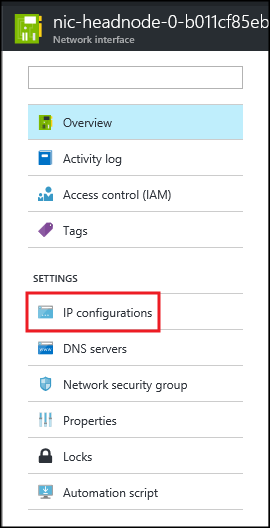 nic-headnode-0-b011cf85eb
Network interface
Overview
Activity log
Access control (IAM)
Tags
SETTINGS
IP configurations
DNS servers
Network security group
Properties
Locks
Automation script